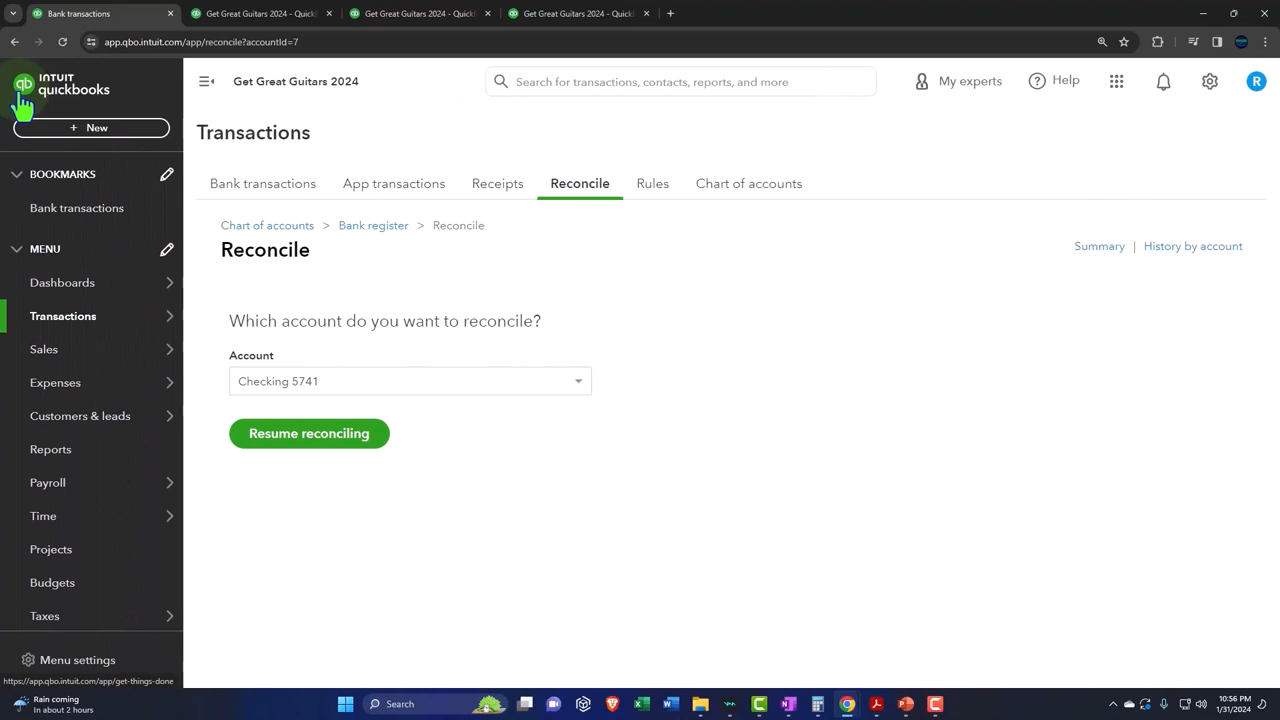 Bank transactions
Get Great Guitars 2024 - QuickB
Get Great Guitars 2024 - Quickf
Get Great Guitars 2024 - Quickf
app.qbo.intuit.com/app/reconcile?accountId=7
INTUIT
quickbooks
Get Great Guitars 2024
Search for transactions, contacts, reports, and more
My experts
Help
R
+ New
Transactions
BOOKMARKS
Bank transactions
MENU
Dashboards
Transactions
Sales
Expenses
Customers & leads
Reports
Payroll
Time
Projects
Budgets
Taxes
Menu settings
Bank transactions
App transactions
Receipts
Reconcile
Rules
Chart of accounts
Chart of accounts > Bank register > Reconcile
Reconcile
Summary | History by account
Which account do you want to reconcile?
Account
Checking 5741
Resume reconciling
https://app.qbo.intuit.com/app/get-things-done
Rain coming
In about 2 hours
Search
10:56 PM
1/31/2024